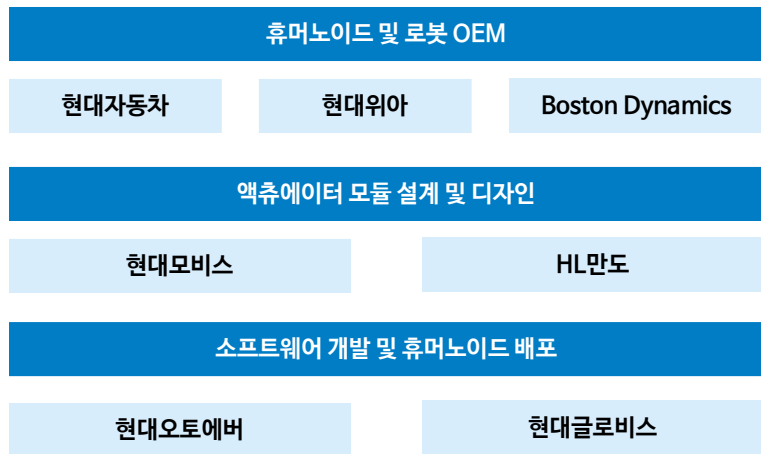 휴머노이드 및 로봇 OEM
현대자동차
현대위아
Boston Dynamics
액츄에이터 모듈 설계 및 디자인
현대모비스
HL만도
소프트웨어 개발 및 휴머노이드 배포
현대오토에버
현대글로비스